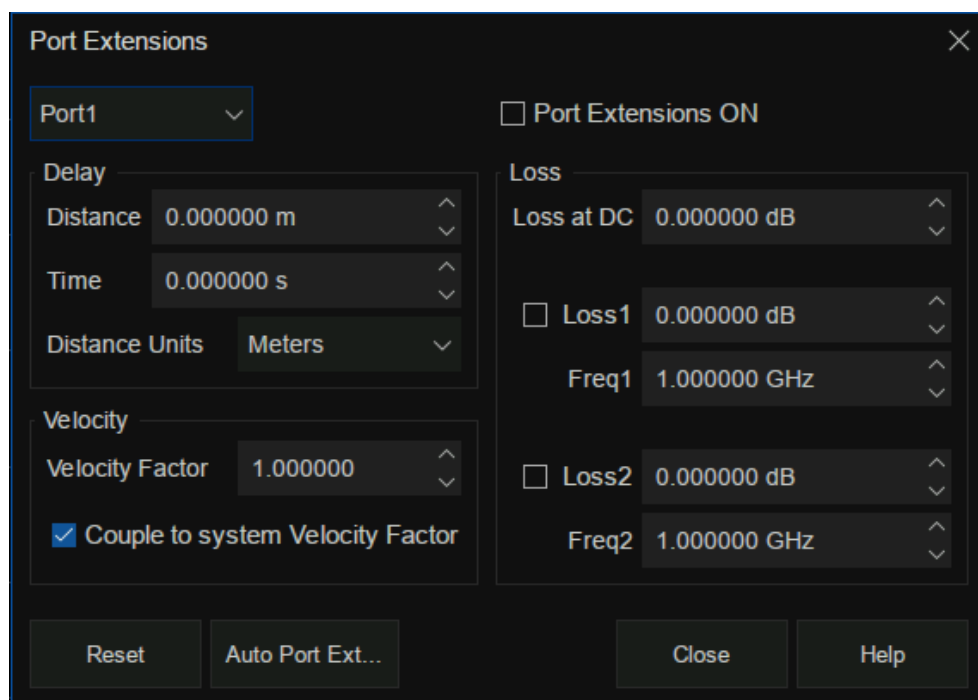 Port Extensions
Port1
Port Extensions ON
Delay
Distance 0.000000 m
Time 0.000000 s
Distance Units Meters
Velocity
Velocity Factor 1.000000
Couple to system Velocity Factor
Loss
Loss at DC 0.000000 dB
Loss1 0.000000 dB
Freq1 1.000000 GHz
Loss2 0.000000 dB
Freq2 1.000000 GHz
Reset
Auto Port Ext...
Close
Help